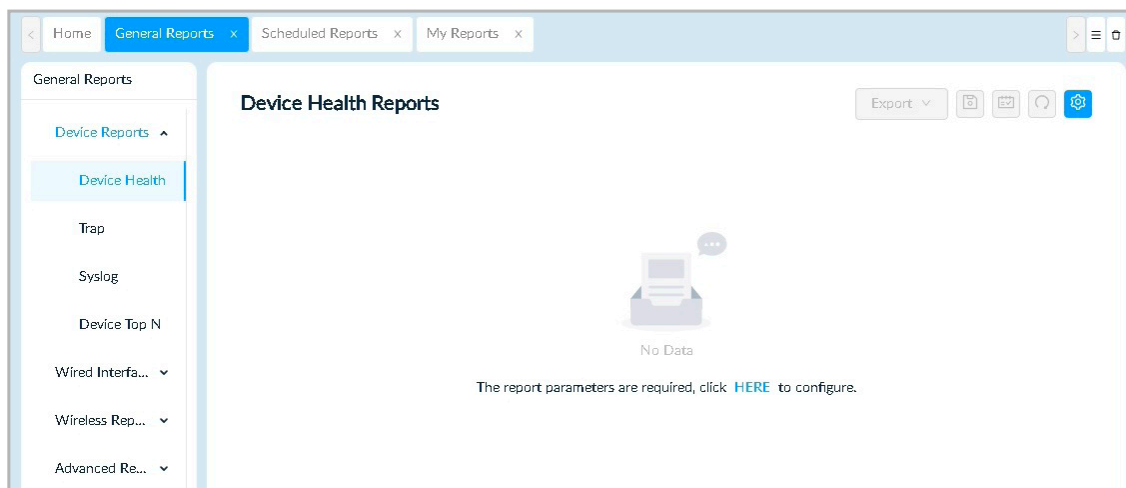 Home General Reports x Scheduled Reports x My Reports x
General Reports
Device Health Reports
Export
Device Reports
Device Health
Trap
Syslog
Device Top N
Wired Interfa...
Wireless Rep...
Advanced Re...
No Data
The report parameters are required, click HERE to configure.